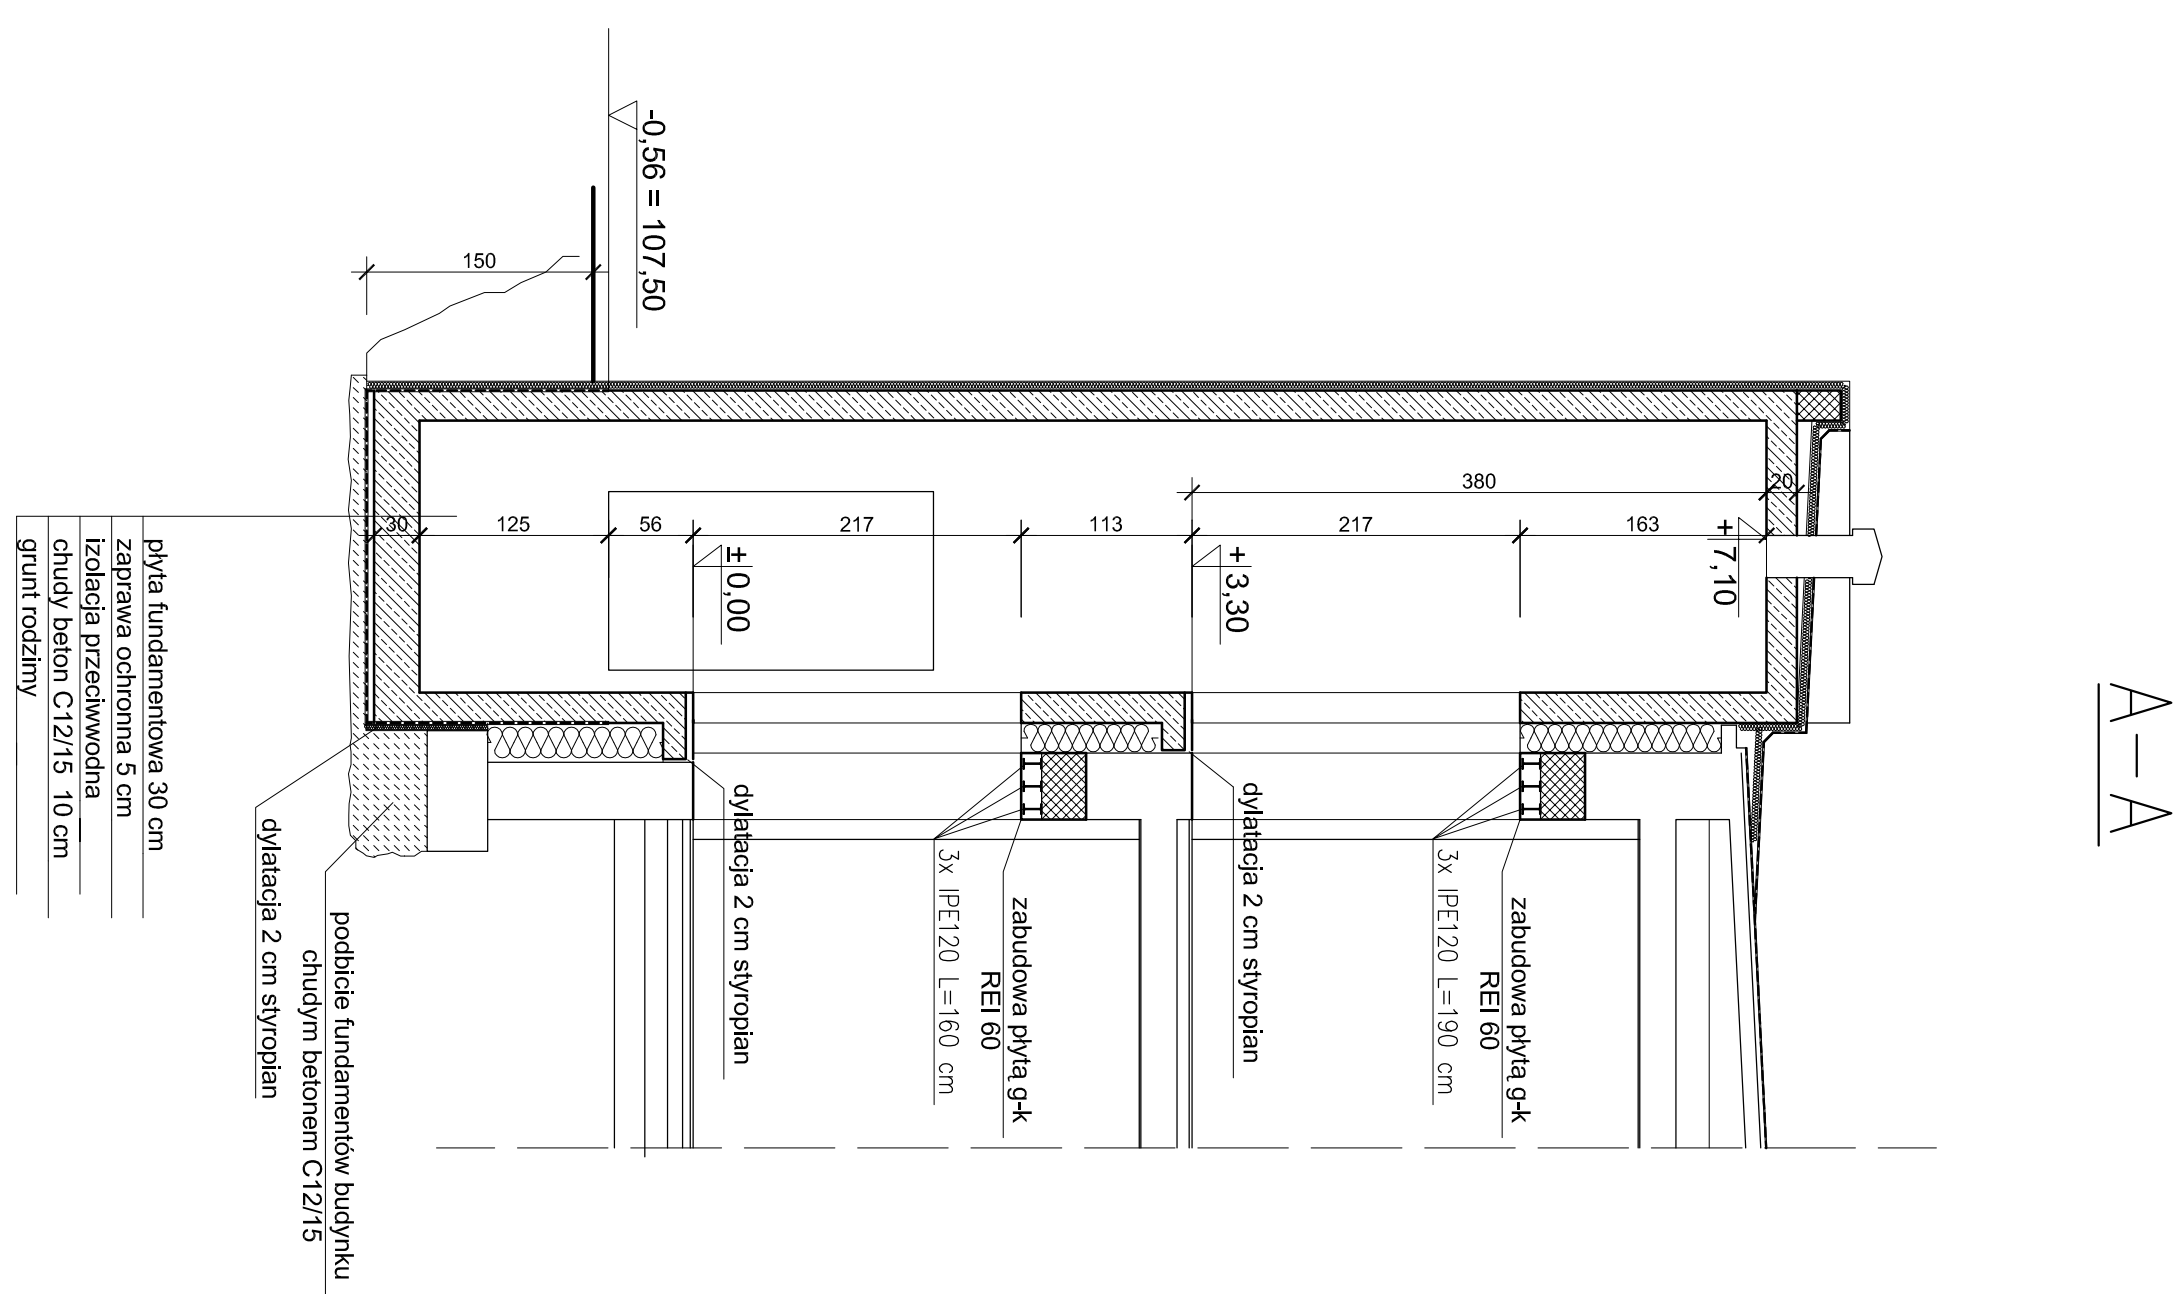 A — A
+7,10
20
380
163
217
113
217
56
125
30
+3,30
±0,00
-0,56 = 107,50
150
zabudowa płytą g-k
REI 60
3x IPE120 L=190 cm
dylatacja 2 cm styropian
zabudowa płytą g-k
REI 60
3x IPE120 L=160 cm
dylatacja 2 cm styropian
podbicie fundamentów budynku
chudym betonem C12/15
dylatacja 2 cm styropian
płyta fundamentowa 30 cm
zaprawa ochronna 5 cm
izolacja przeciwwodna
chudy beton C12/15 10 cm
grunt rodzimy